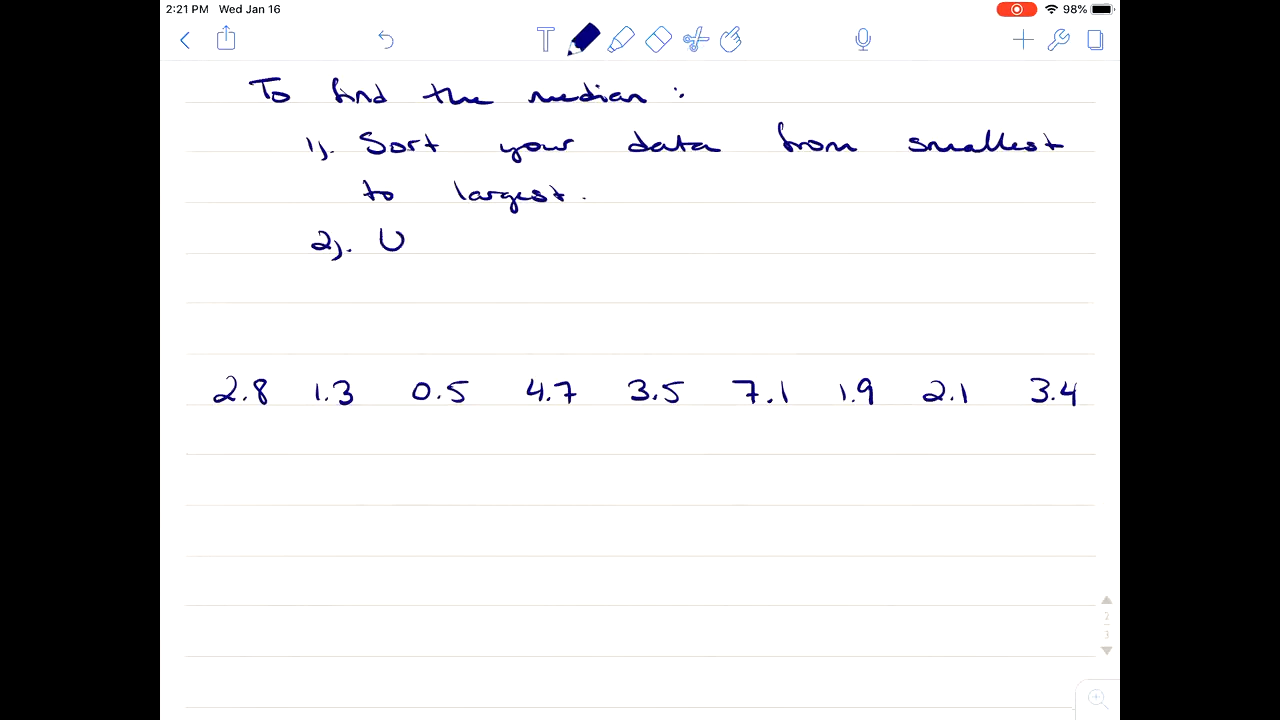 2:21 PM Wed Jan 16
98%
T
To find the median :
1). Sort your data from smallest
to largest.
2). U
2.8 1.3 0.5 4.7 3.5 7.1 1.9 2.1 3.4
2
3